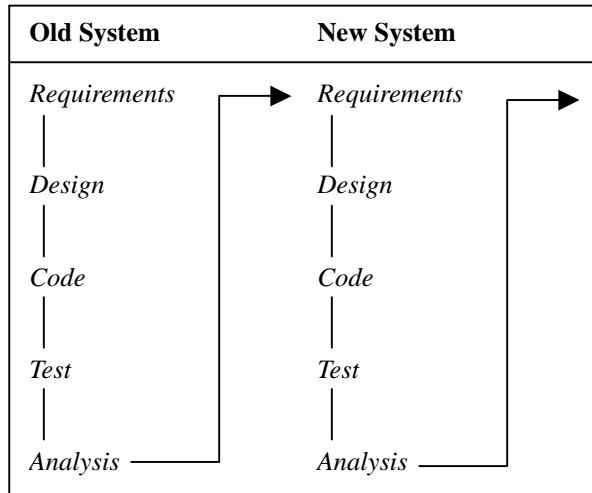 Old System
New System
Requirements
Design
Code
Test
Analysis
Requirements
Design
Code
Test
Analysis